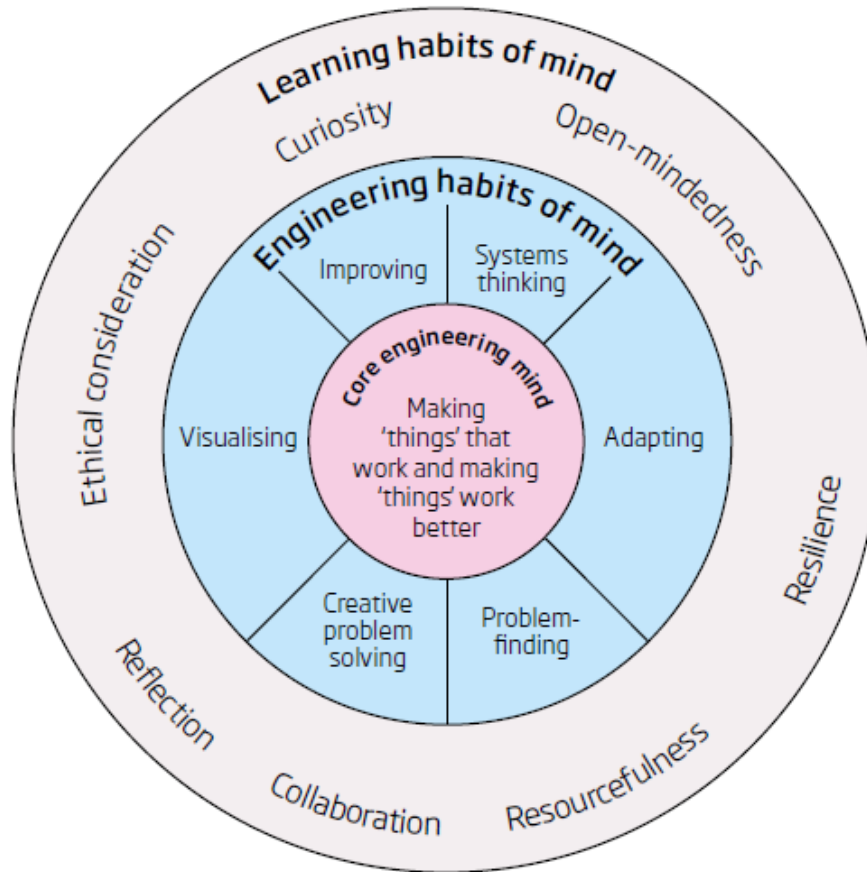 Learning habits of mind
Curiosity
Open-mindedness
Resilience
Resourcefulness
Collaboration
Reflection
Ethical consideration
Engineering habits of mind
Improving
Systems
thinking
Adapting
Problem-
finding
Creative
problem
solving
Visualising
Core engineering mind
Making
‘things’ that
work and making
‘things’ work
better